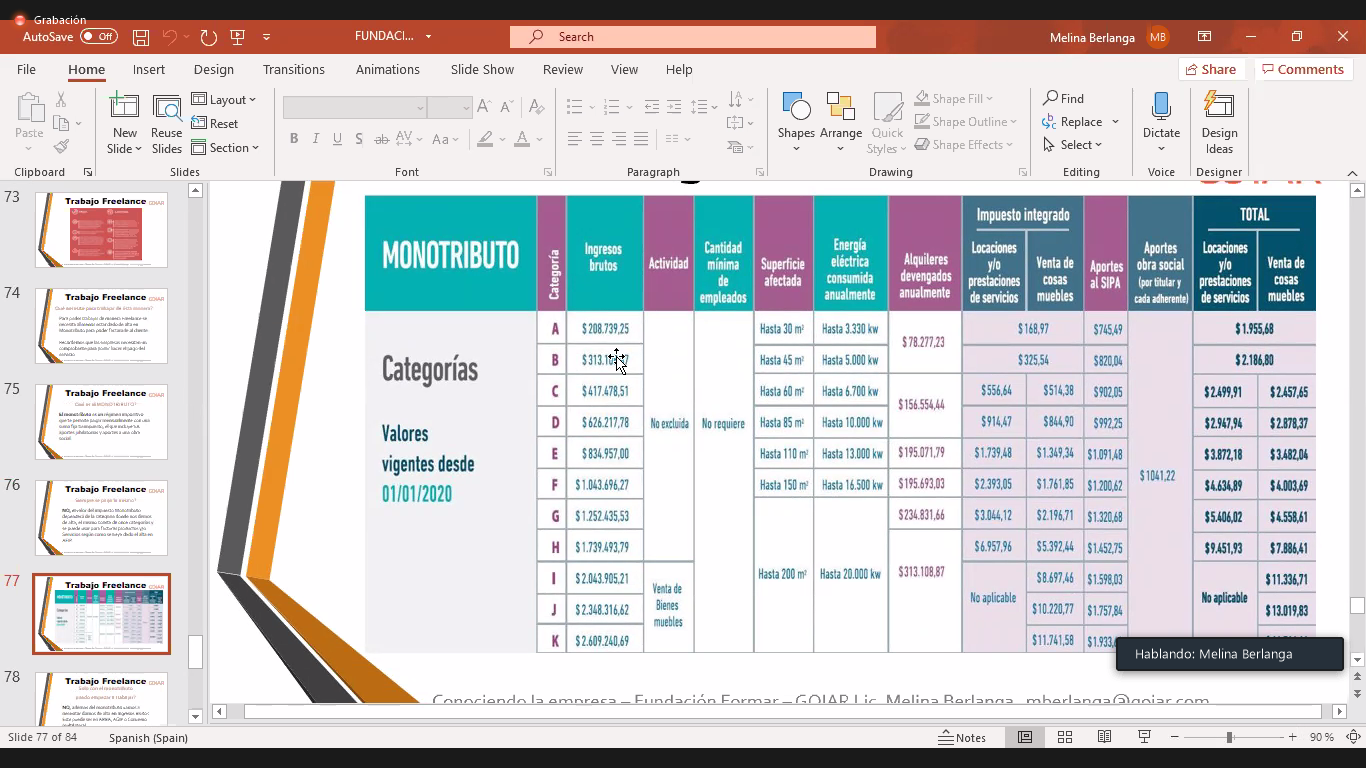 Grabación
AutoSave Off
FUNDACI...
Search
Melina Berlanga MB
File Home Insert Design Transitions Animations Slide Show Review View Help
Share Comments
Paste
New Slide
Reuse Slides
Layout
Reset
Section
Shapes Arrange
Quick Styles
Shape Fill
Shape Outline
Shape Effects
Find
Replace
Select
Dictate
Design Ideas
Clipboard Slides Font Paragraph Drawing Editing Voice Designer
73
Trabajo Freelance GOJAR
74
Trabajo Freelance GOJAR
75
Trabajo Freelance GOJAR
76
Trabajo Freelance GOJAR
77
Trabajo Freelance GOJAR
78
Trabajo Freelance GOJAR
MONOTRIBUTO
Categorías
Valores
vigentes desde
01/01/2020
Categoría
Ingresos brutos
Actividad
Cantidad mínima de empleados
Superficie afectada
Energía eléctrica consumida anualmente
Alquileres devengados anualmente
Impuesto integrado
Locaciones y/o prestaciones de servicios
Venta de cosas muebles
Aportes al SIPA
Aportes obra social (por titular y cada adherente)
TOTAL
Locaciones y/o prestaciones de servicios
Venta de cosas muebles
A $ 208.739,25 Hasta 30 m² Hasta 3.330 kw $ 78.277,23 $ 168,97 $ 745,49 $ 1.955,68
B Hasta 45 m² Hasta 5.000 kw $ 325,54 $ 820,04 $ 2.186,80
C $ 417.478,51 Hasta 60 m² Hasta 6.700 kw $ 156.554,44 $ 556,64 $ 514,38 $ 902,05 $ 2.499,91 $ 2.457,65
D $ 626.217,78 No excluida No requiere Hasta 85 m² Hasta 10.000 kw $ 914,47 $ 844,90 $ 992,25 $ 2.947,94 $ 2.878,37
E $ 834.957,00 Hasta 110 m² Hasta 13.000 kw $ 195.071,79 $ 1.739,48 $ 1.349,34 $ 1.091,48 $ 3.872,18 $ 3.482,04
F $ 1.043.696,27 Hasta 150 m² Hasta 16.500 kw $ 195.693,03 $ 2.393,05 $ 1.761,85 $ 1.200,62 $ 1041,22 $ 4.634,89 $ 4.003,69
G $ 1.252.435,53 $ 234.831,66 $ 3.044,12 $ 2.196,71 $ 1.320,68 $ 5.406,02 $ 4.558,61
H $ 1.739.493,79 $ 6.957,96 $ 5.392,44 $ 1.452,75 $ 9.451,93 $ 7.886,41
I $ 2.043.905,21 Hasta 200 m² Hasta 20.000 kw $ 313.108,87 $ 8.697,46 $ 1.598,03 $ 11.336,71
J $ 2.348.316,62 Venta de Bienes muebles No aplicable $ 10.220,77 $ 1.757,84 No aplicable $ 13.019,83
K $ 2.609.240,69 $ 11.741,58 $ 1.933,
Hablando: Melina Berlanga
Conociendo la empresa – Fundación Formar – GOJAR Lic. Melina Berlanga mberlanga@gojar.com
Slide 77 of 84 Spanish (Spain) Notes 90 %